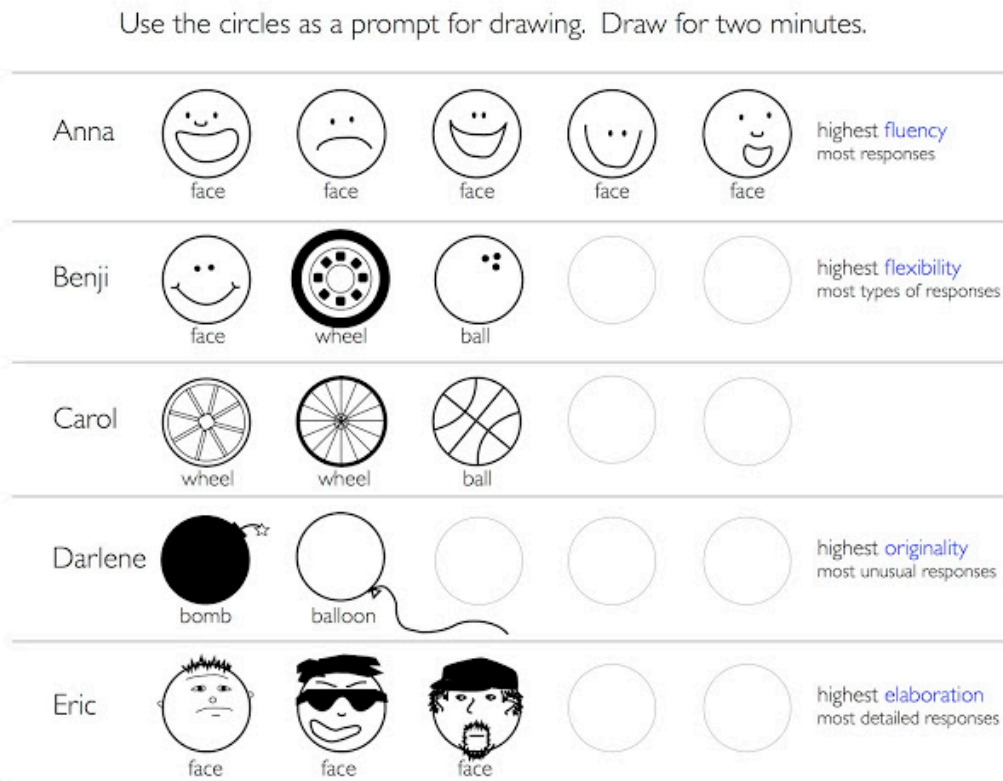 Use the circles as a prompt for drawing. Draw for two minutes.
Anna
face face face face face
highest fluency
most responses
Benji
face wheel ball
highest flexibility
most types of responses
Carol
wheel wheel ball
Darlene
bomb balloon
highest originality
most unusual responses
Eric
face face face
highest elaboration
most detailed responses